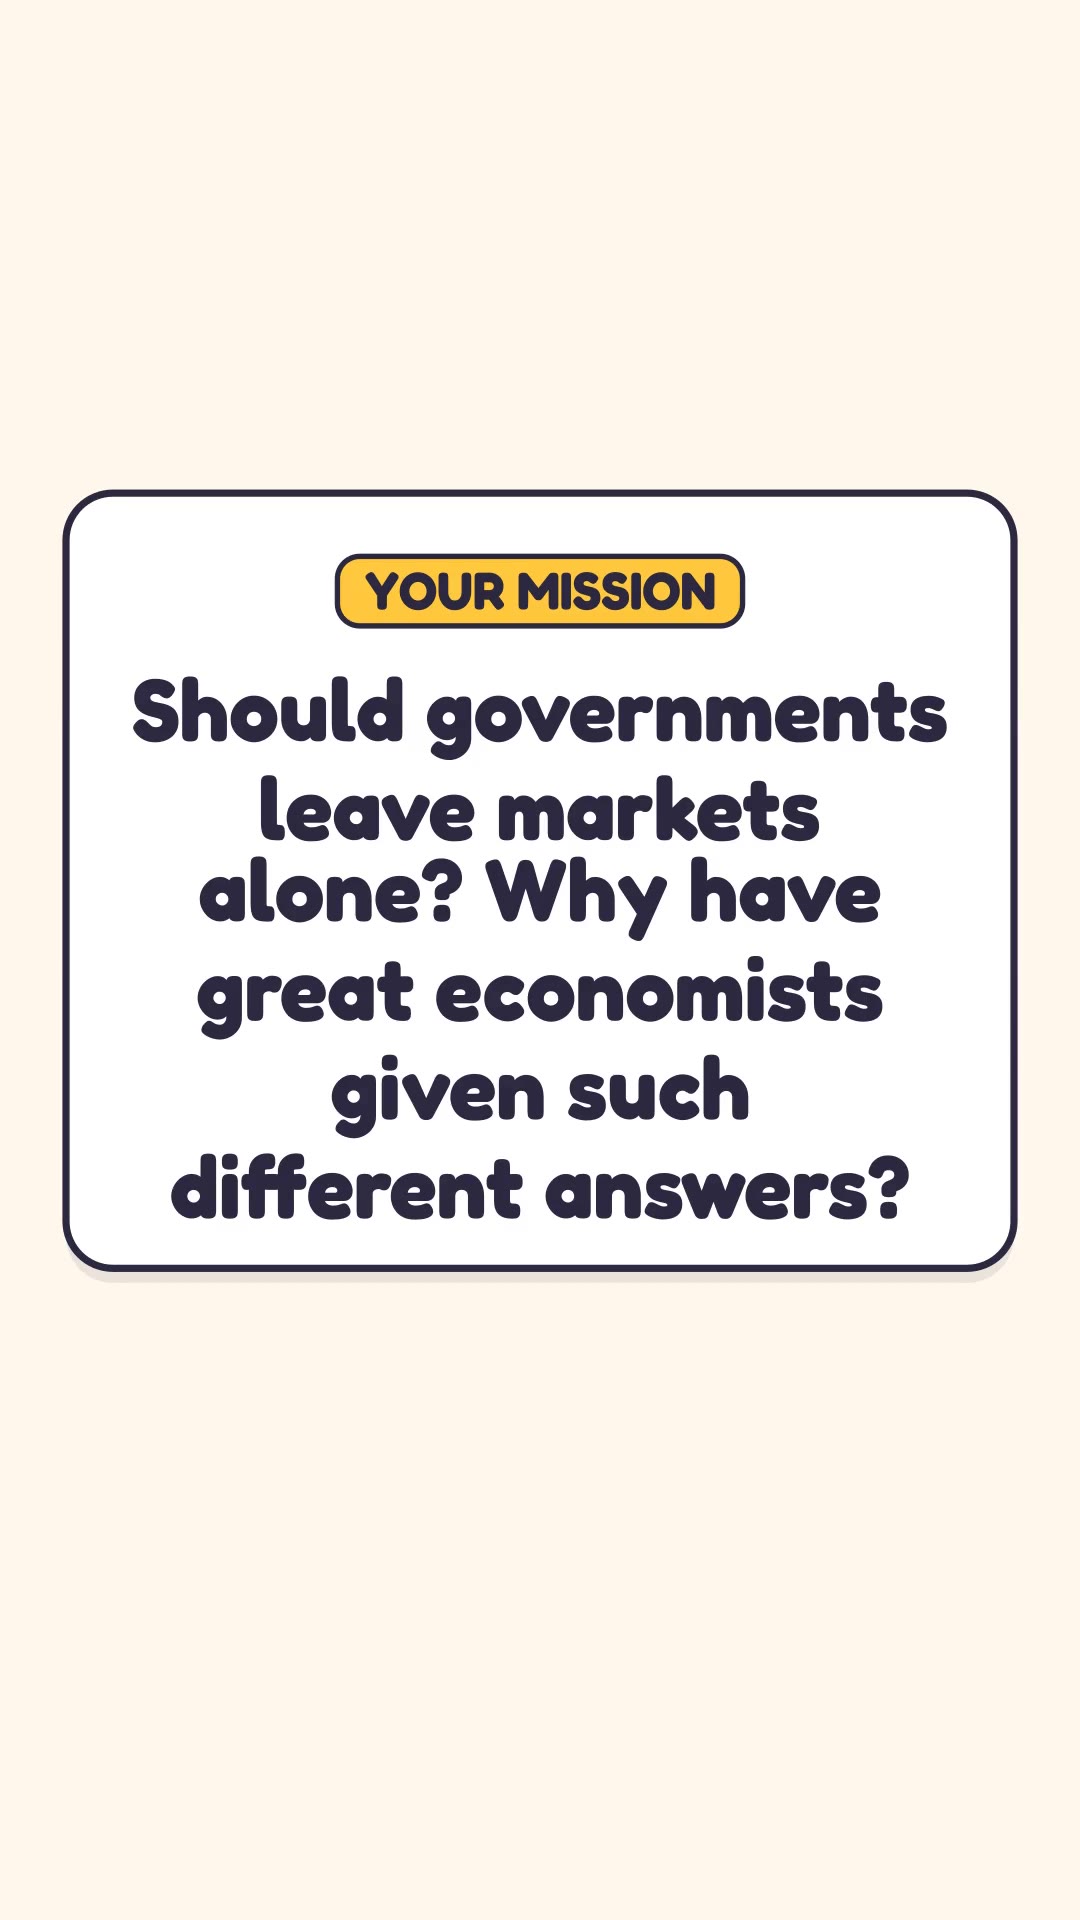 YOUR MISSION
Should governments
leave markets
alone? Why have
great economists
given such
different answers?